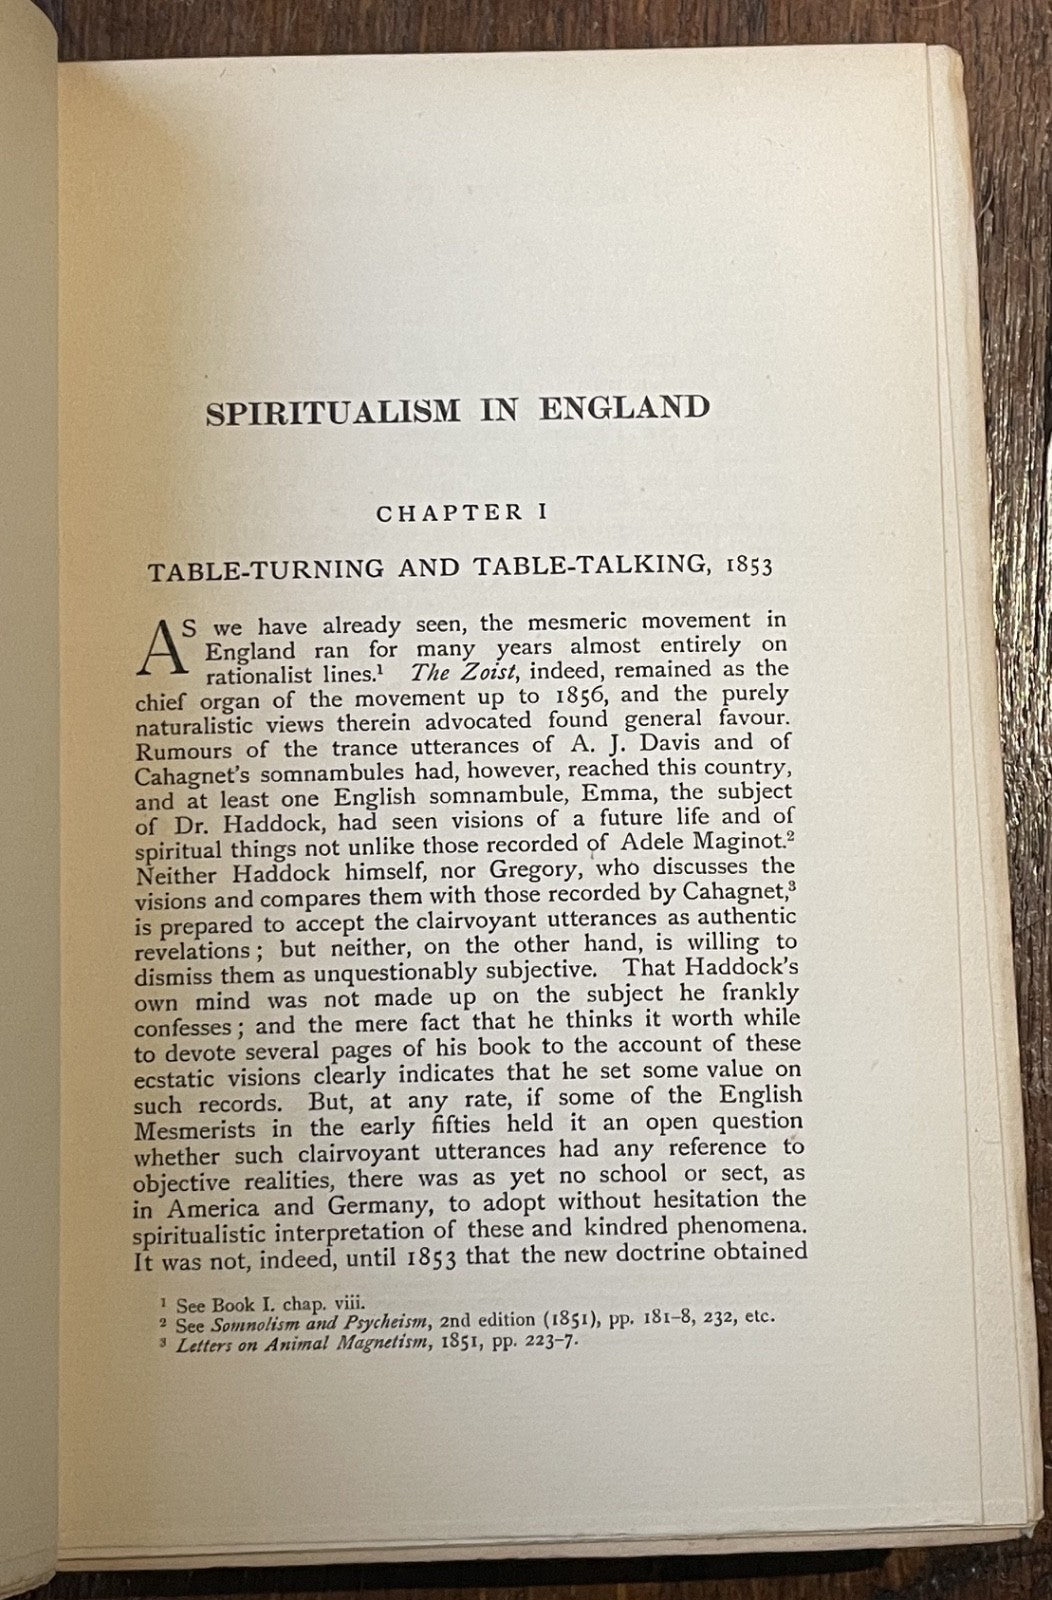 SPIRITUALISM IN ENGLAND
CHAPTER I
TABLE-TURNING AND TABLE-TALKING, 1853
AS we have already seen, the mesmeric movement in
England ran for many years almost entirely on
rationalist lines.¹ The Zoist, indeed, remained as the
chief organ of the movement up to 1856, and the purely
naturalistic views therein advocated found general favour.
Rumours of the trance utterances of A. J. Davis and of
Cahagnet's somnambules had, however, reached this country,
and at least one English somnambule, Emma, the subject
of Dr. Haddock, had seen visions of a future life and of
spiritual things not unlike those recorded of Adele Maginot.²
Neither Haddock himself, nor Gregory, who discusses the
visions and compares them with those recorded by Cahagnet,³
is prepared to accept the clairvoyant utterances as authentic
revelations; but neither, on the other hand, is willing to
dismiss them as unquestionably subjective. That Haddock's
own mind was not made up on the subject he frankly
confesses; and the mere fact that he thinks it worth while
to devote several pages of his book to the account of these
ecstatic visions clearly indicates that he set some value on
such records. But, at any rate, if some of the English
Mesmerists in the early fifties held it an open question
whether such clairvoyant utterances had any reference to
objective realities, there was as yet no school or sect, as
in America and Germany, to adopt without hesitation the
spiritualistic interpretation of these and kindred phenomena.
It was not, indeed, until 1853 that the new doctrine obtained
¹ See Book I. chap. viii.
² See Somnolism and Psycheism, 2nd edition (1851), pp. 181-8, 232, etc.
³ Letters on Animal Magnetism, 1851, pp. 223-7.